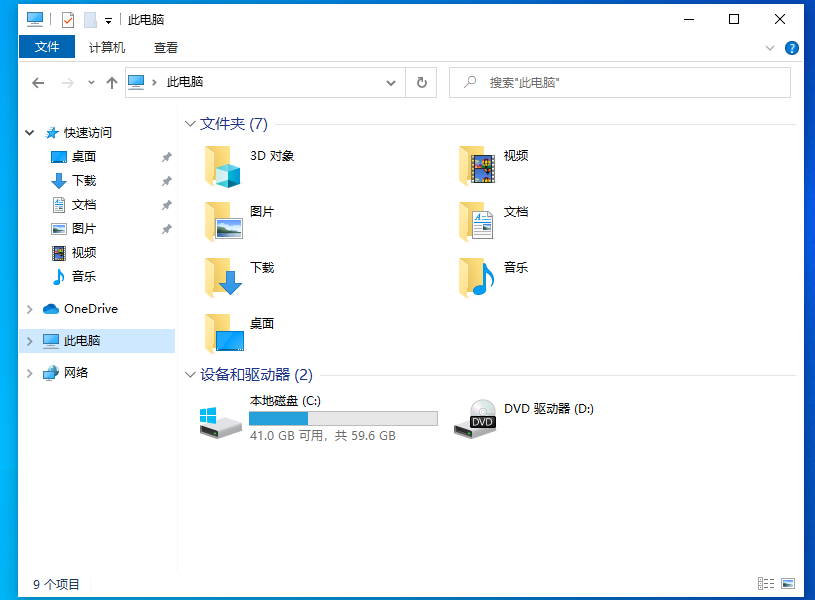 此电脑
文件 计算机 查看
此电脑
搜索"此电脑"
快速访问
桌面
下载
文档
图片
视频
音乐
OneDrive
此电脑
网络
文件夹 (7)
3D 对象
视频
图片
文档
下载
音乐
桌面
设备和驱动器 (2)
本地磁盘 (C:)
41.0 GB 可用，共 59.6 GB
DVD
DVD 驱动器 (D:)
9 个项目